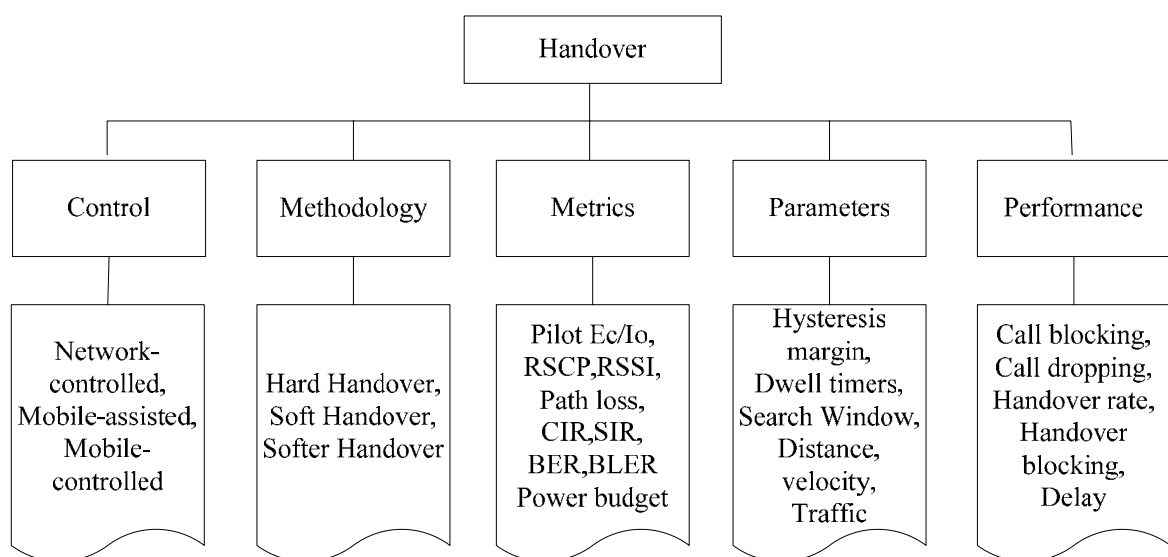 Handover
Control
Methodology
Metrics
Parameters
Performance
Network-
controlled,
Mobile-assisted,
Mobile-
controlled
Hard Handover,
Soft Handover,
Softer Handover
Pilot Ec/Io,
RSCP,RSSI,
Path loss,
CIR,SIR,
BER,BLER
Power budget
Hysteresis
margin,
Dwell timers,
Search Window,
Distance,
velocity,
Traffic
Call blocking,
Call dropping,
Handover rate,
Handover
blocking,
Delay